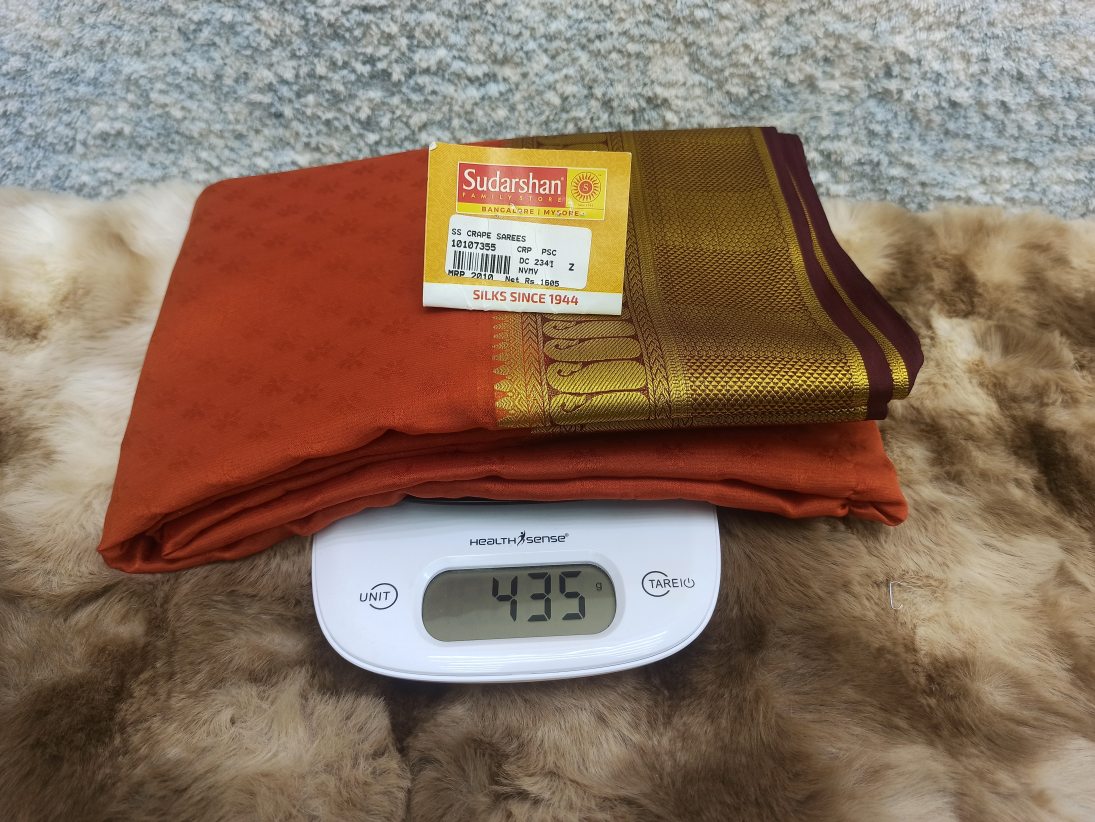 Sudarshan
FAMILY STORE
S
BANGALORE | MYSORE
SS CRAPE SAREES
10107355 CRP PSC
DC 2341 Z
NVMV
MRP 2010 Net Rs.1605
SILKS SINCE 1944
HEALTH SENSE®
UNIT
435 g
TARE